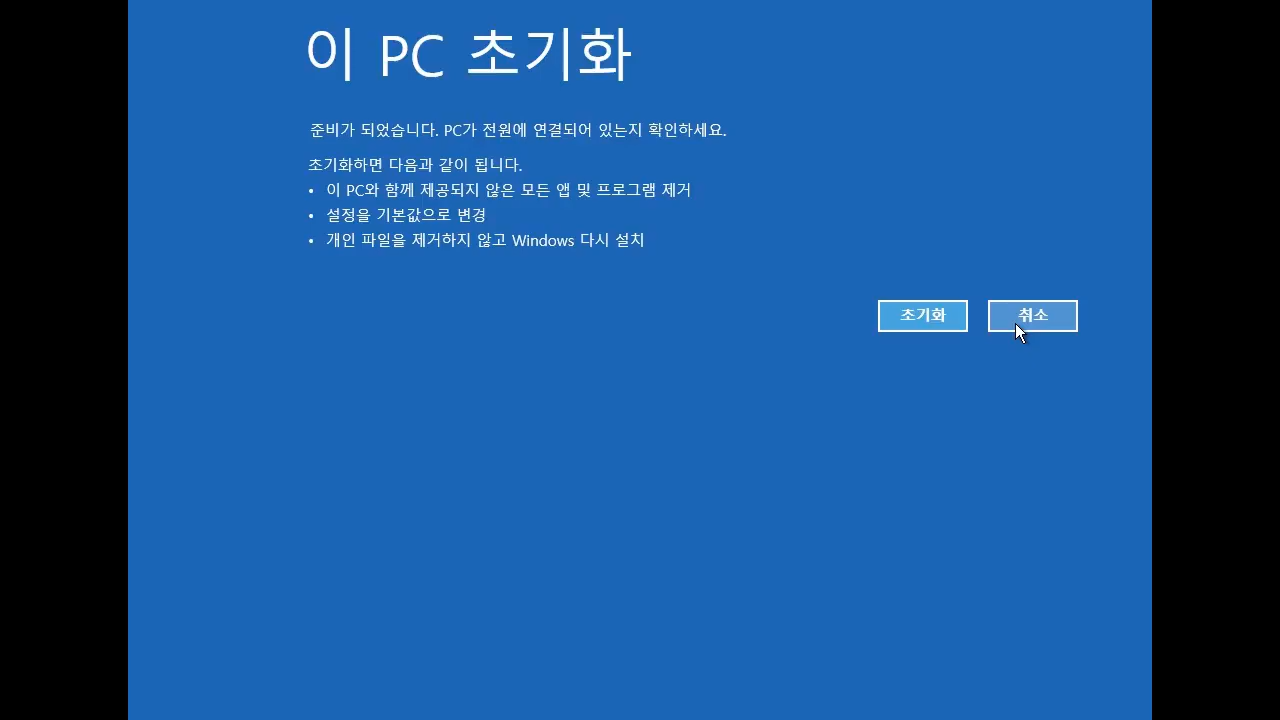 이 PC 초기화
준비가 되었습니다. PC가 전원에 연결되어 있는지 확인하세요.
초기화하면 다음과 같이 됩니다.
• 이 PC와 함께 제공되지 않은 모든 앱 및 프로그램 제거
• 설정을 기본값으로 변경
• 개인 파일을 제거하지 않고 Windows 다시 설치
초기화 취소